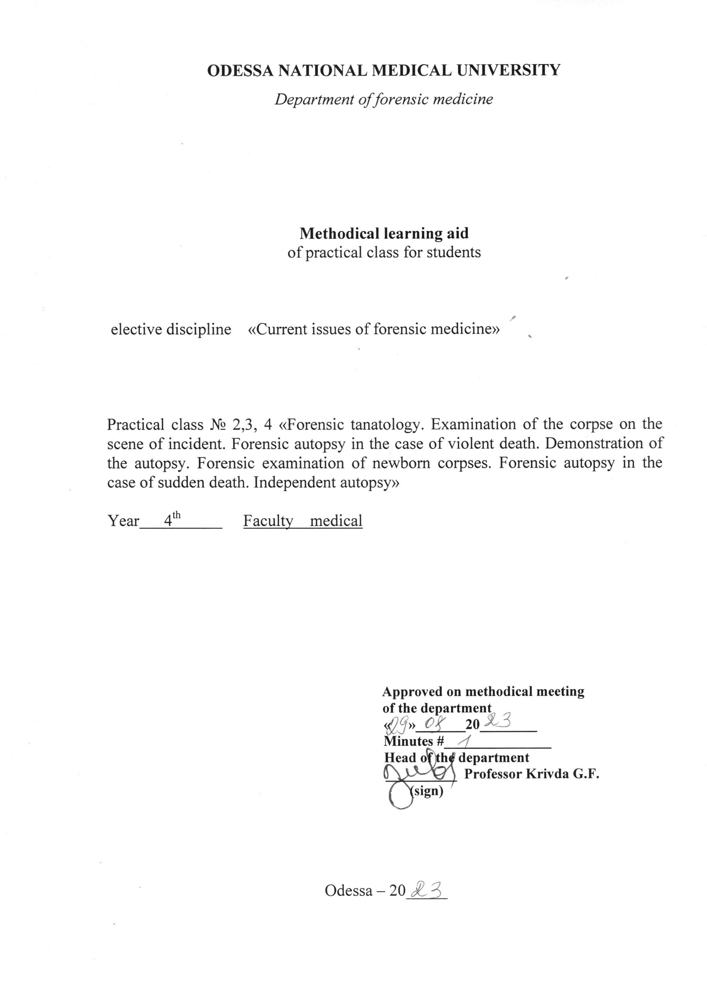 ODESSA NATIONAL MEDICAL UNIVERSITY
Department of forensic medicine
Methodical learning aid
of practical class for students
elective discipline «Current issues of forensic medicine»
Practical class № 2,3, 4 «Forensic tanatology. Examination of the corpse on the
scene of incident. Forensic autopsy in the case of violent death. Demonstration of
the autopsy. Forensic examination of newborn corpses. Forensic autopsy in the
case of sudden death. Independent autopsy»
Year 4th Faculty medical
Approved on methodical meeting
of the department
«29» 08 2023
Minutes # 1
Head of the department
Professor Krivda G.F.
(sign)
Odessa – 2023